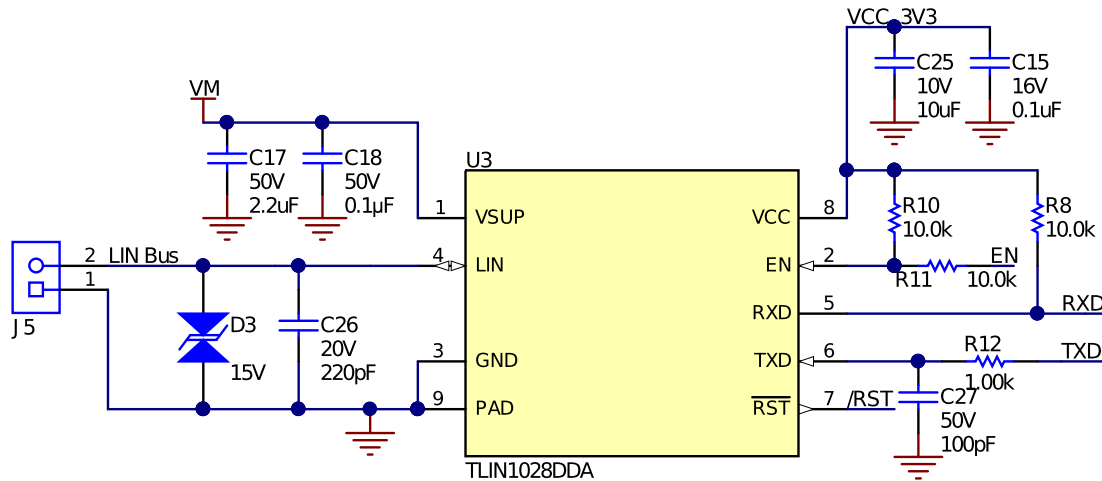 VCC_3V3
C25
10V
10uF
C15
16V
0.1uF
VM
C17
50V
2.2uF
C18
50V
0.1µF
U3
1
VSUP
VCC
8
R10
10.0k
R8
10.0k
2
LIN Bus
4
LIN
EN
2
R11
10.0k
EN
1
J5
RXD
5
RXD
D3
15V
C26
20V
220pF
3
GND
TXD
6
R12
1.00k
TXD
9
PAD
RST
7
/RST
C27
50V
100pF
TLIN1028DDA